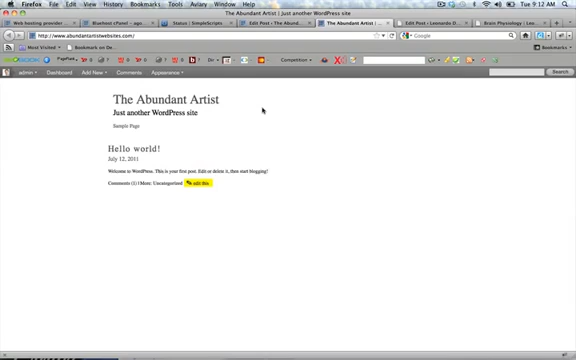 Firefox File Edit View History Bookmarks Tools Avlary Window Help Tue 9:12 AM
The Abundant Artist | Just another WordPress site
Web hosting provider ... Bluehost cPanel - Status | SimpleScripts Edit Post - The Abund... The Abundant Artist | J... Edit Post - Leonardo D... Brain Physiology | Les...
http://www.abundantartistwebsites.com/ Google
Most Visited Bookmark on De... Bookmarks
Competition
admin Dashboard Add New Comments Appearance Search
The Abundant Artist
Just another WordPress site
Sample Page
Hello world!
July 12, 2011
Welcome to WordPress. This is your first post. Edit or delete it, then start blogging!
Comments (1) More: Uncategorized edit this